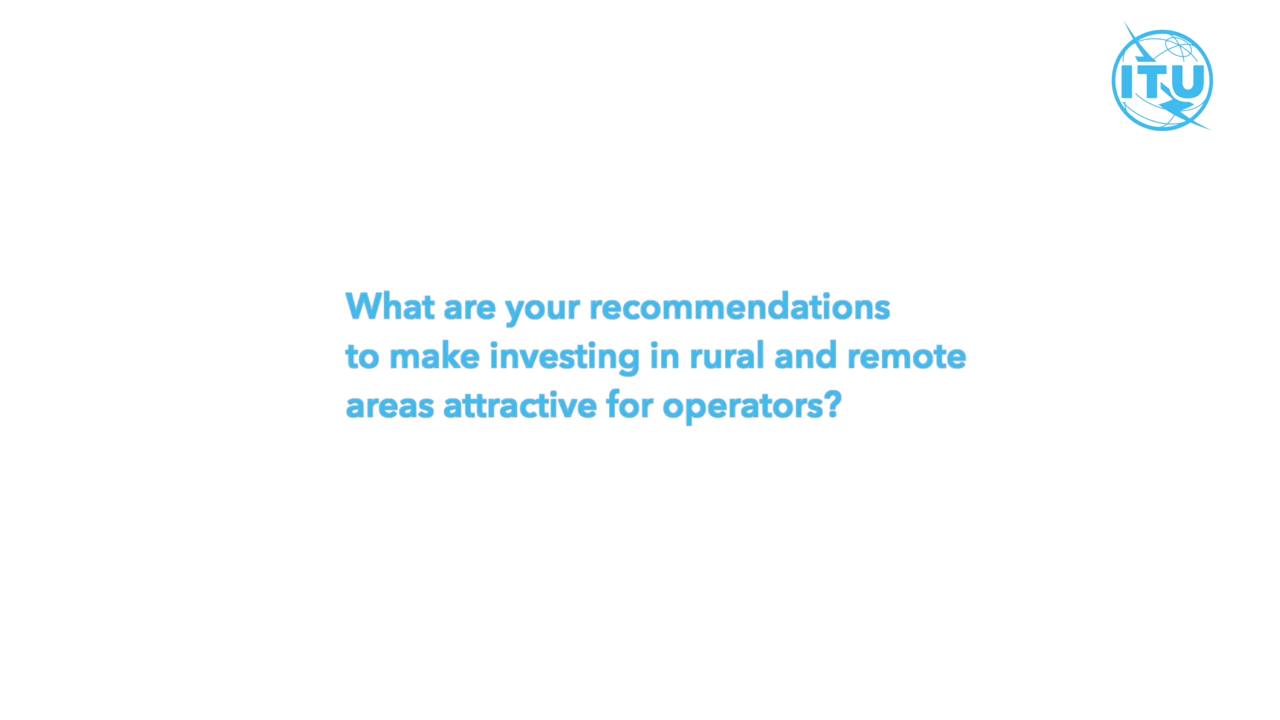 ITU
What are your recommendations
to make investing in rural and remote
areas attractive for operators?